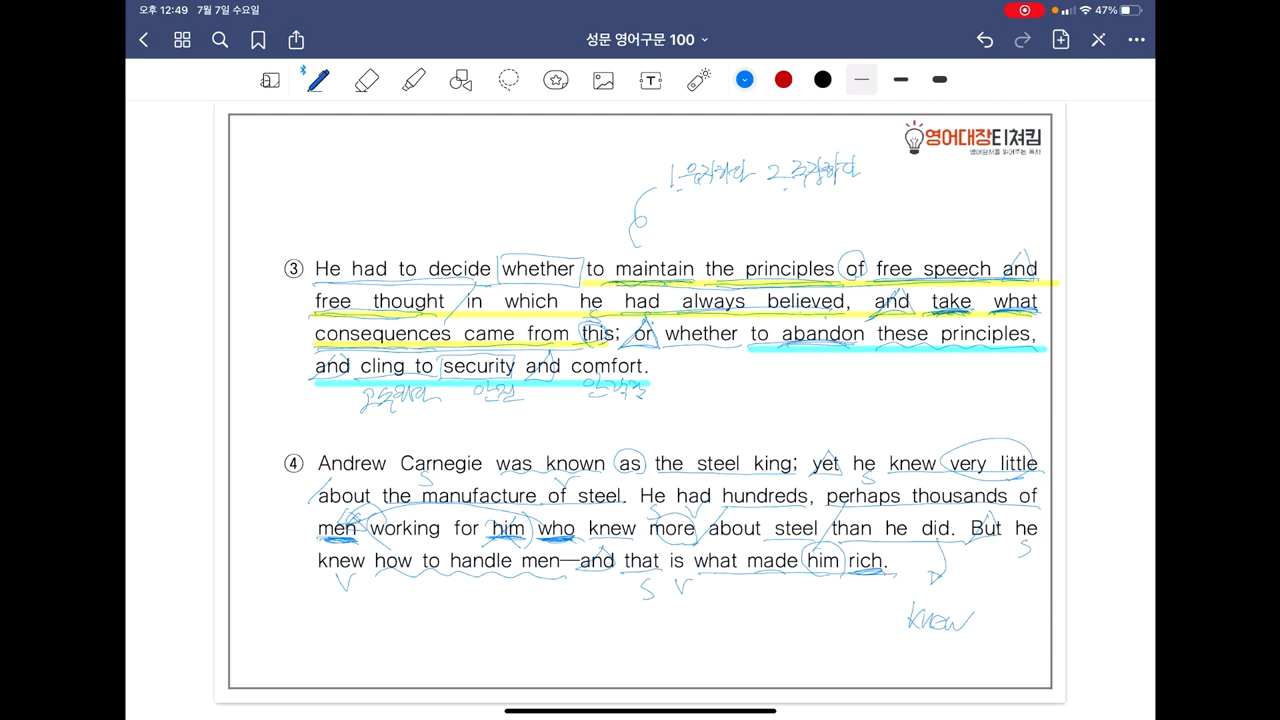 오후 12:49 7월 7일 수요일
47%
성문 영어구문 100
T
영어대장티쳐킴
1.유지하다 2.주장하다
③ He had to decide whether to maintain the principles of free speech and
free thought in which he had always believed, and take what
consequences came from this; or whether to abandon these principles,
and cling to security and comfort.
고수하다 안전 안락함
④ Andrew Carnegie was known as the steel king; yet he knew very little
S V S
about the manufacture of steel. He had hundreds, perhaps thousands of
S V
men working for him who knew more about steel than he did. But he
S
knew how to handle men—and that is what made him rich.
V S V
know